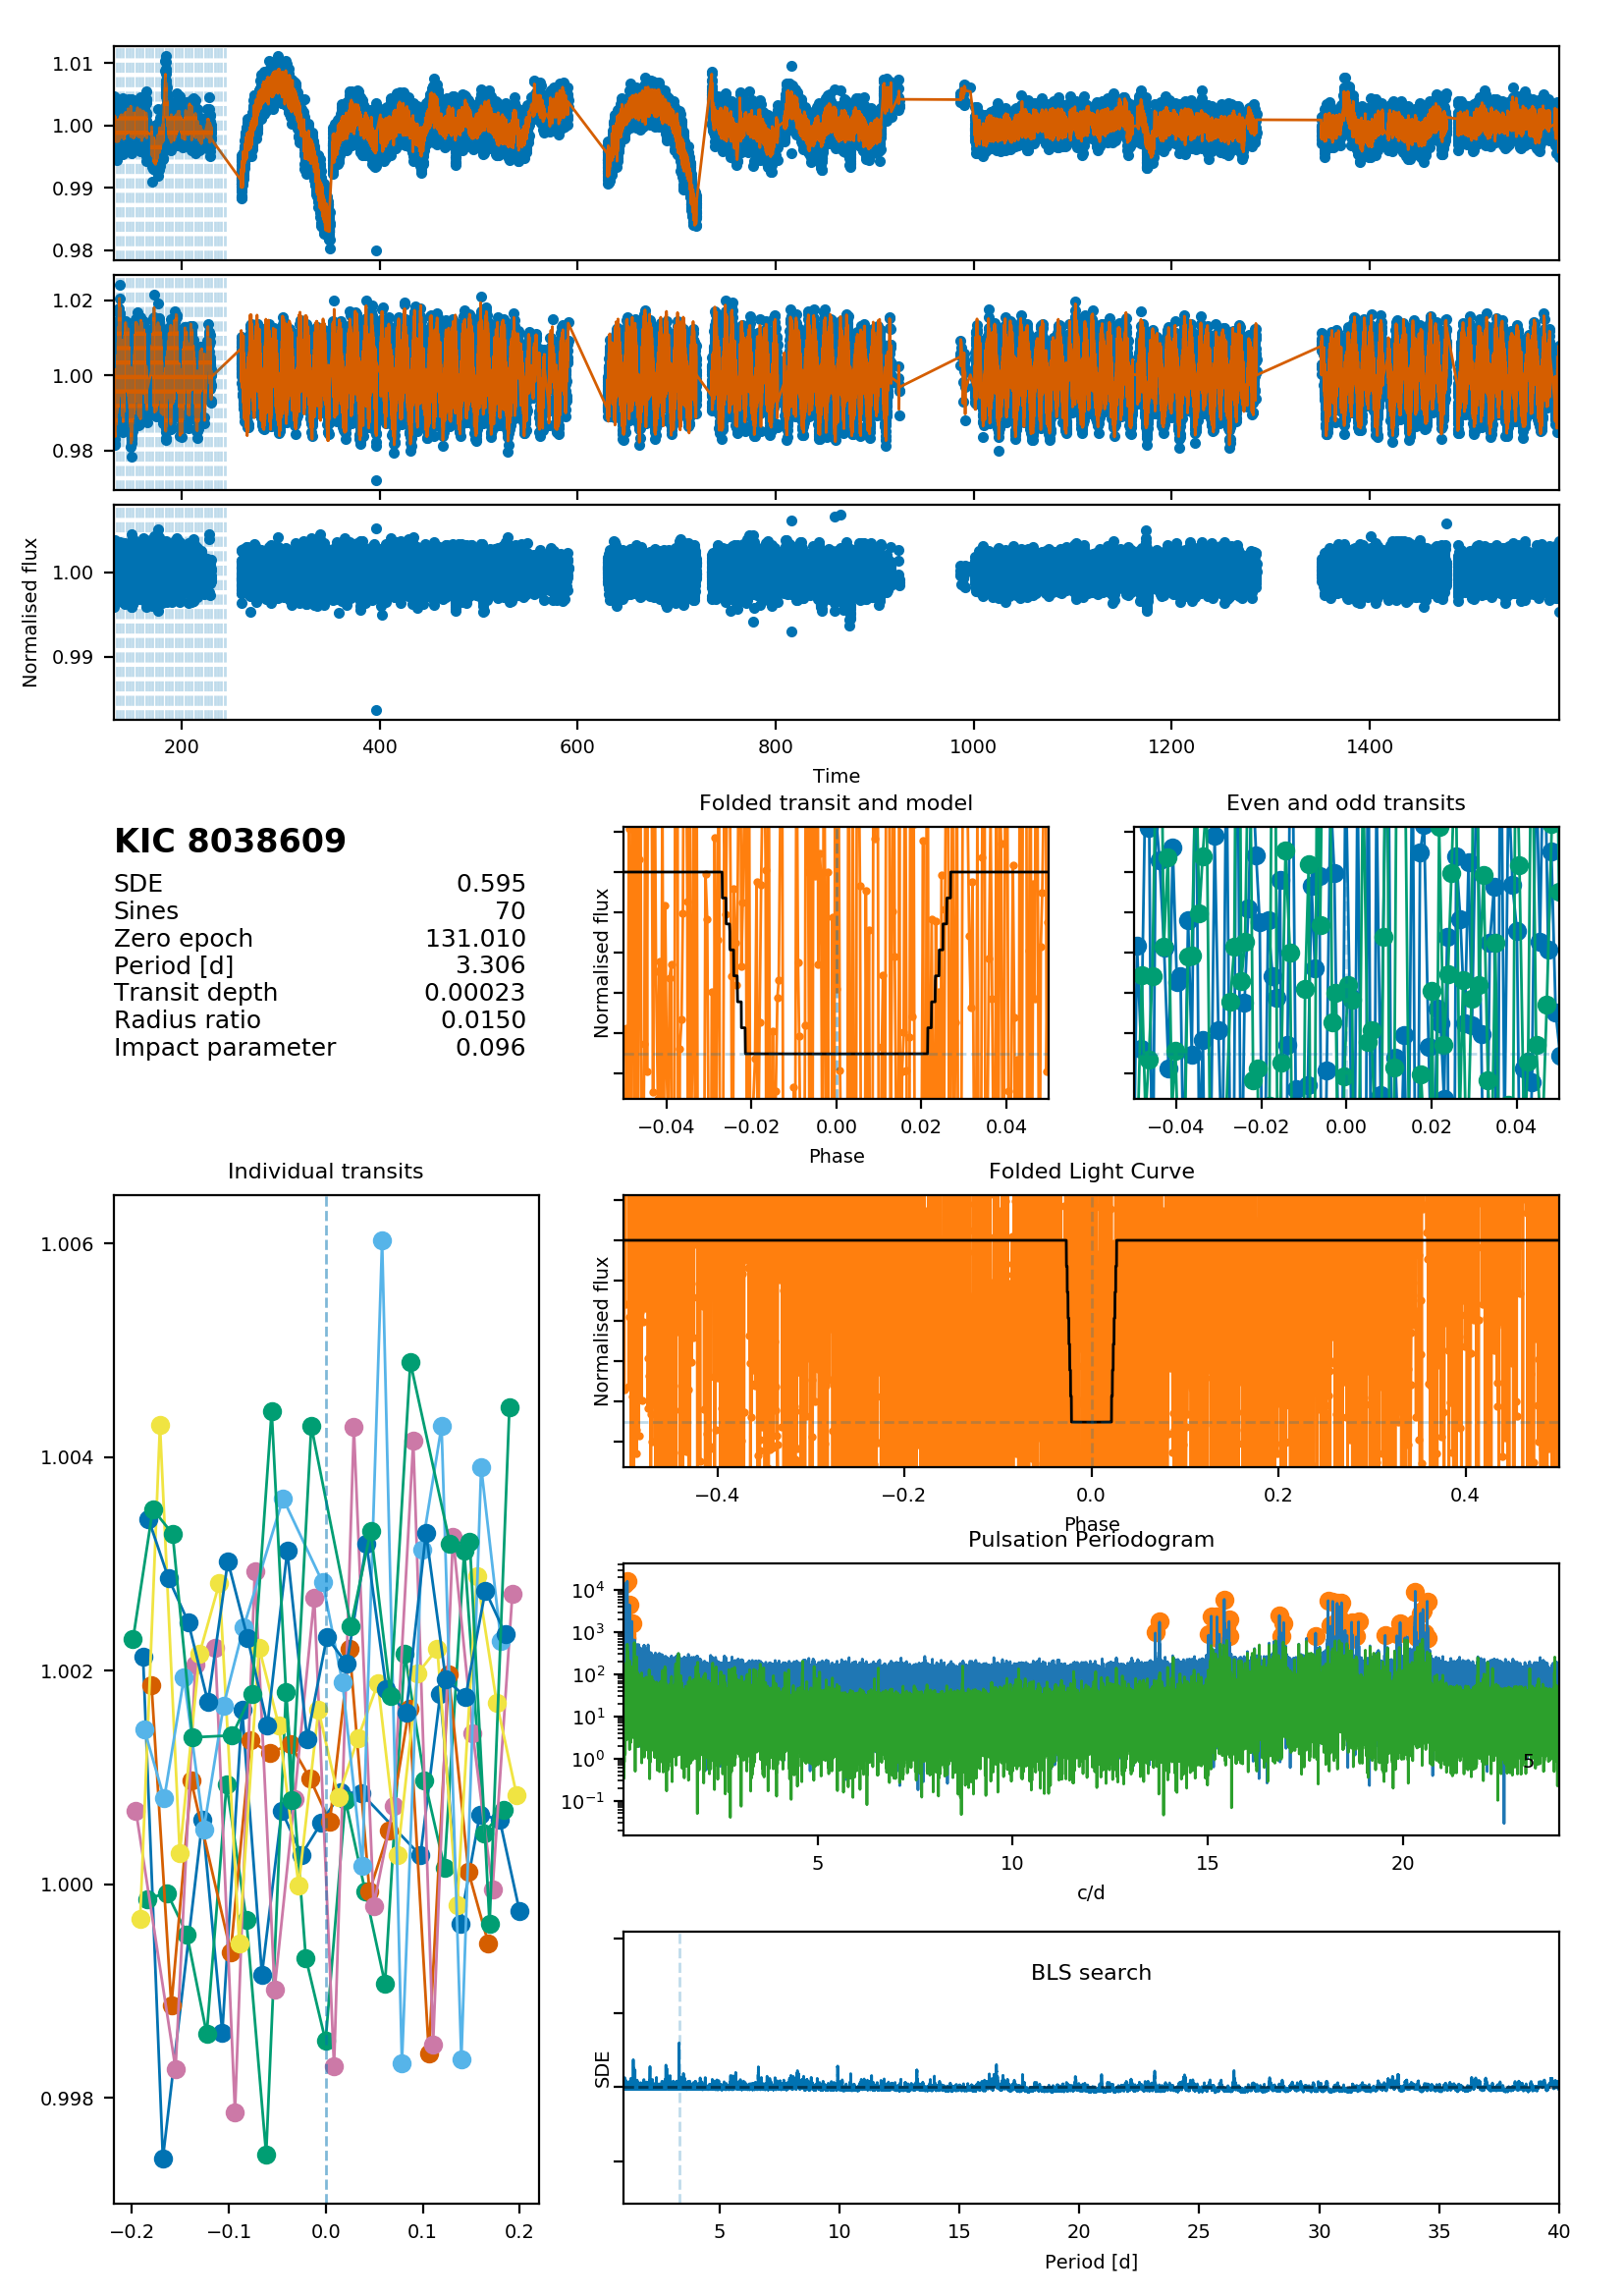 1.01
1.00
0.99
0.98
1.02
1.00
0.98
1.00
0.99
Normalised flux
200
400
600
800
1000
1200
1400
Time
KIC 8038609
SDE 0.595
Sines 70
Zero epoch 131.010
Period [d] 3.306
Transit depth 0.00023
Radius ratio 0.0150
Impact parameter 0.096
Folded transit and model
Normalised flux
−0.04 −0.02 0.00 0.02 0.04
Phase
Even and odd transits
−0.04 −0.02 0.00 0.02 0.04
Individual transits
1.006
1.004
1.002
1.000
0.998
−0.2 −0.1 0.0 0.1 0.2
Folded Light Curve
Normalised flux
−0.4 −0.2 0.0 0.2 0.4
Phase
Pulsation Periodogram
10⁴
10³
10²
10¹
10⁰
10⁻¹
5
5 10 15 20
c/d
BLS search
SDE
5 10 15 20 25 30 35 40
Period [d]